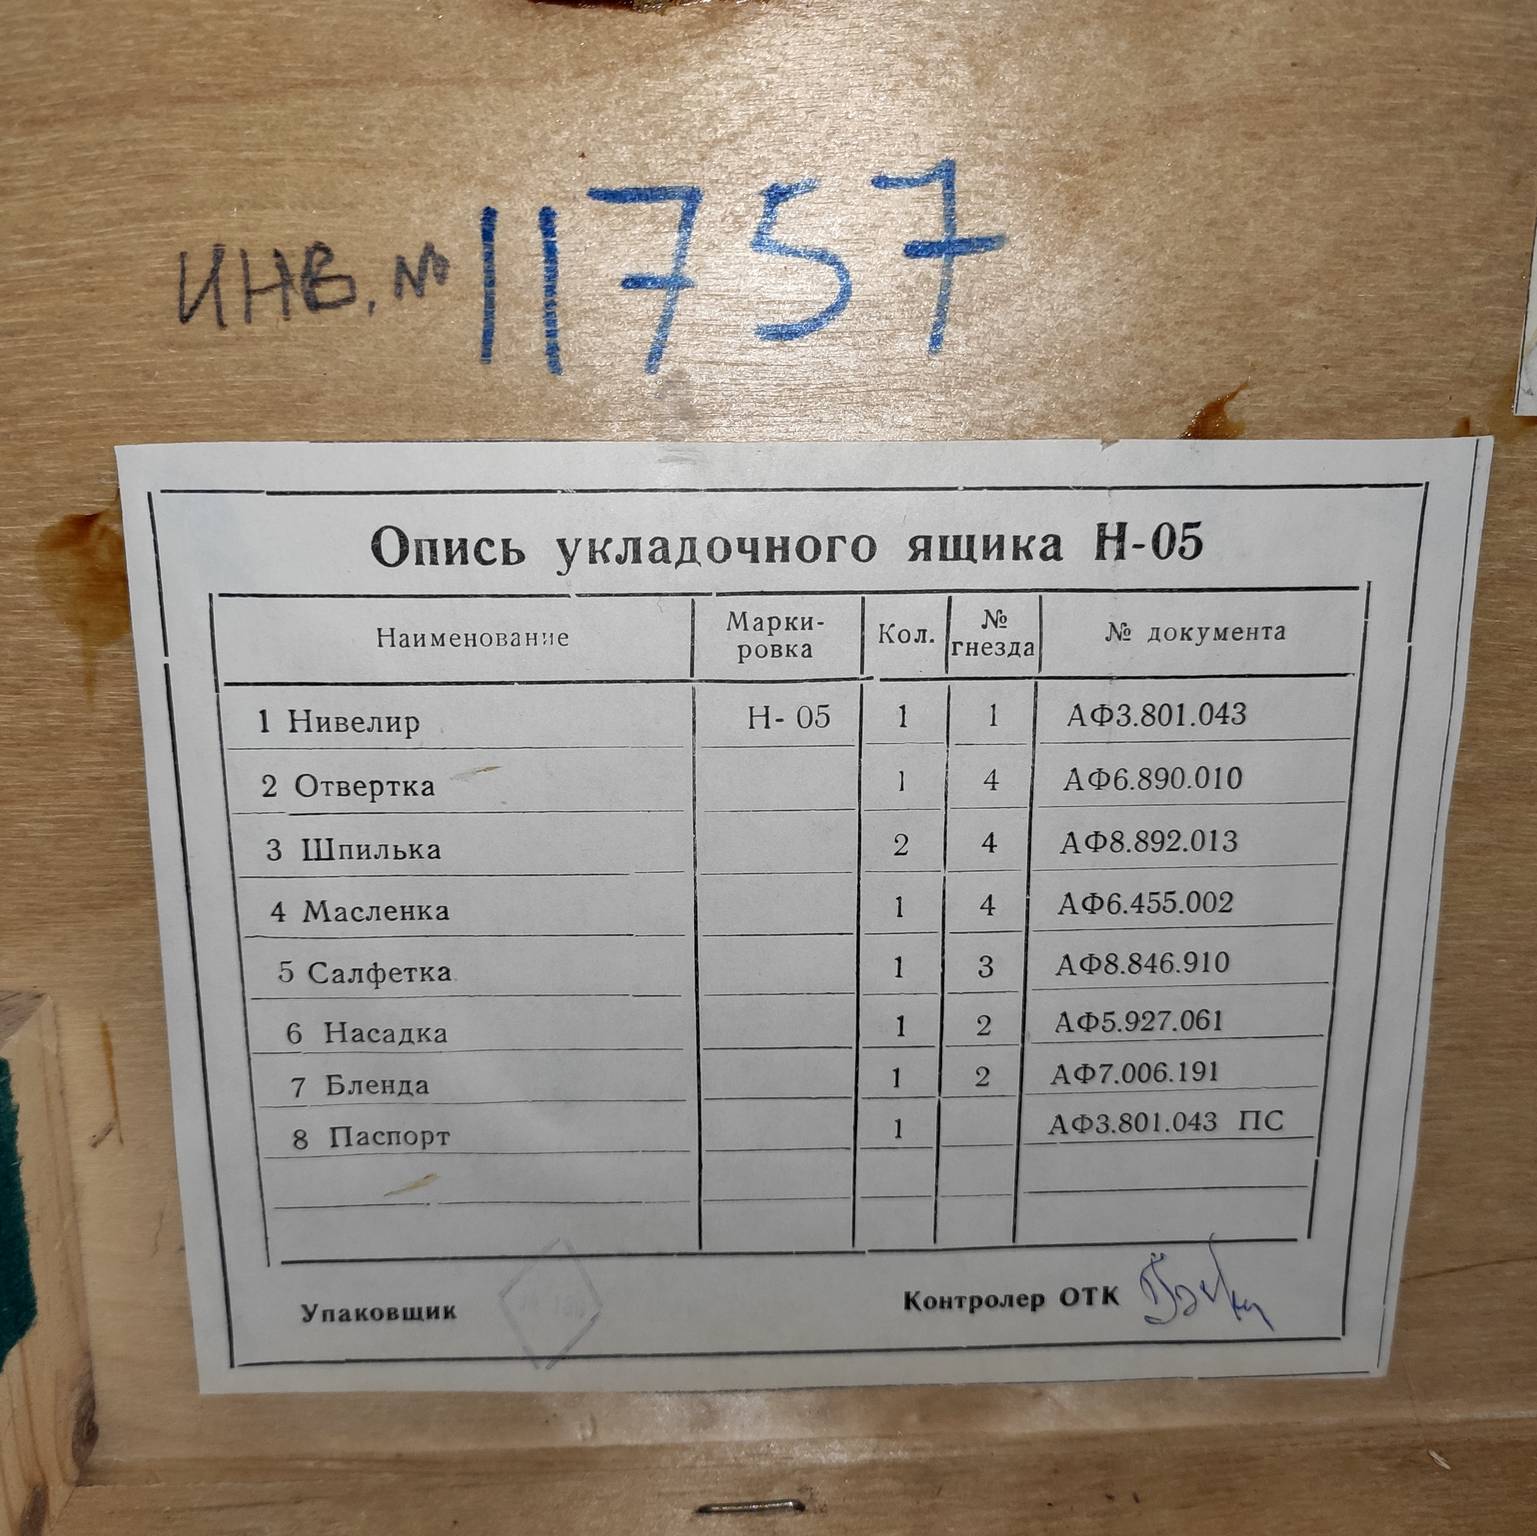 ИНВ. № 11757
Опись укладочного ящика Н-05
Наименование Марки-ровка Кол. № гнезда № документа
1 Нивелир Н- 05 1 1 АФ3.801.043
2 Отвертка 1 4 АФ6.890.010
3 Шпилька 2 4 АФ8.892.013
4 Масленка 1 4 АФ6.455.002
5 Салфетка 1 3 АФ8.846.910
6 Насадка 1 2 АФ5.927.061
7 Бленда 1 2 АФ7.006.191
8 Паспорт 1 АФ3.801.043 ПС
Упаковщик Контролер ОТК